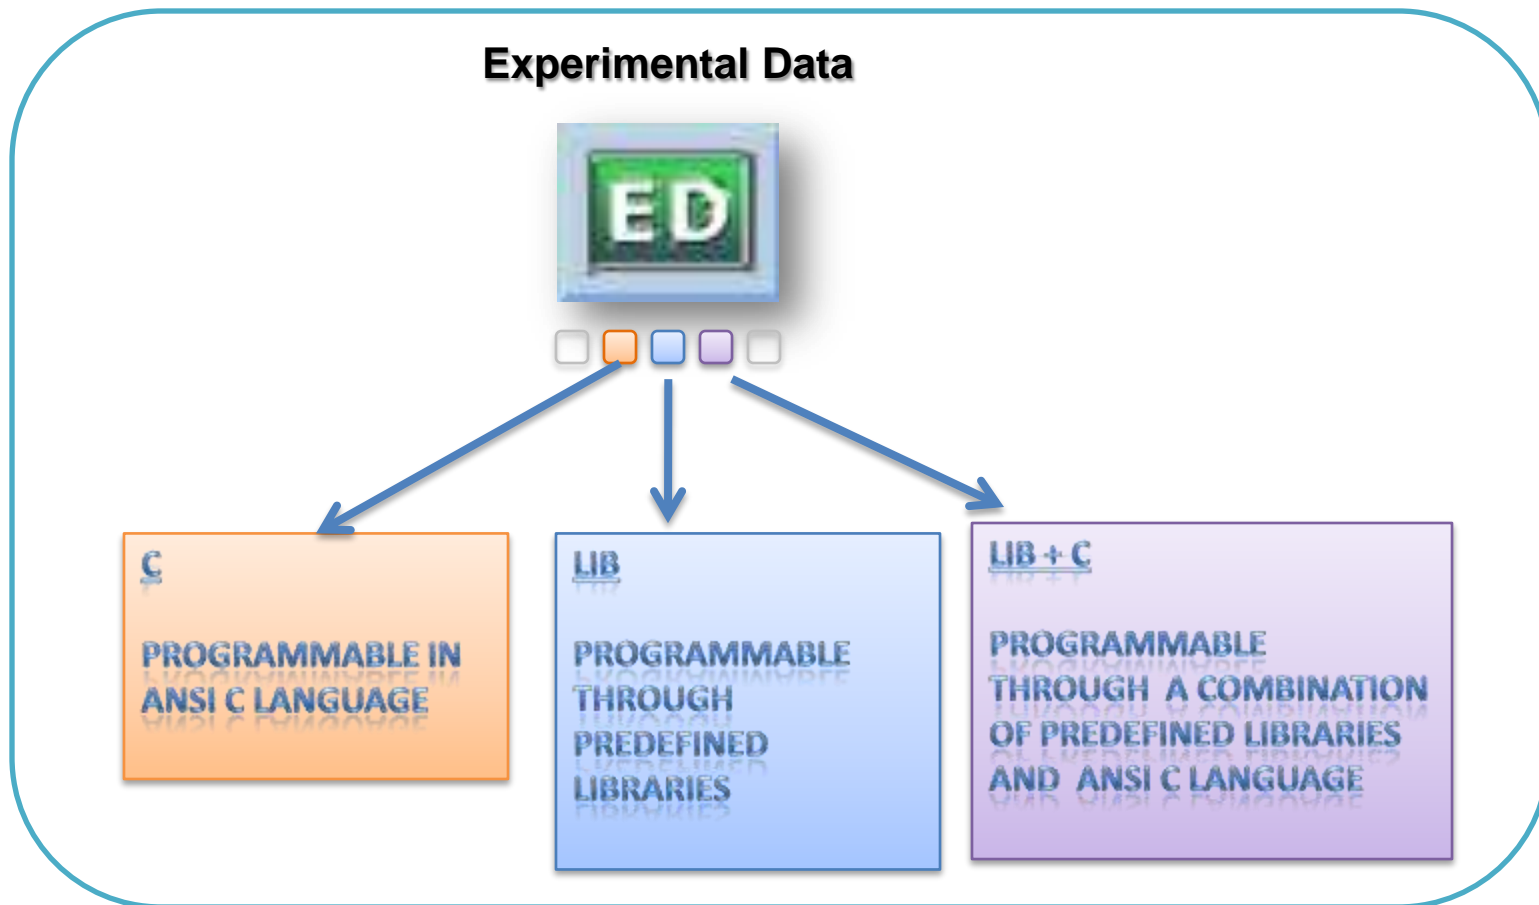 Experimental Data
ED
C
PROGRAMMABLE IN
ANSI C LANGUAGE
LIB
PROGRAMMABLE
THROUGH
PREDEFINED
LIBRARIES
LIB + C
PROGRAMMABLE
THROUGH A COMBINATION
OF PREDEFINED LIBRARIES
AND ANSI C LANGUAGE